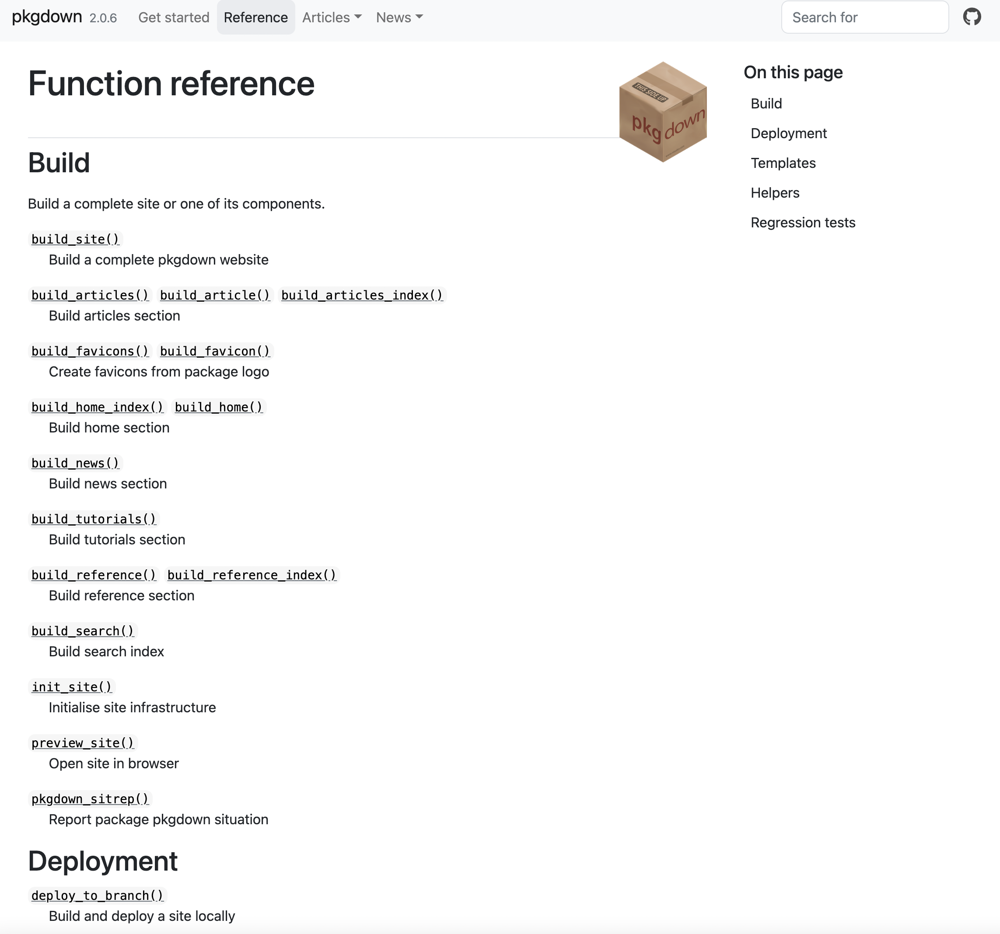 pkgdown 2.0.6 Get started Reference Articles News Search for
Function reference
THIS SIDE UP
pkgdown
On this page
Build
Deployment
Templates
Helpers
Regression tests
Build
Build a complete site or one of its components.
build_site()
Build a complete pkgdown website
build_articles() build_article() build_articles_index()
Build articles section
build_favicons() build_favicon()
Create favicons from package logo
build_home_index() build_home()
Build home section
build_news()
Build news section
build_tutorials()
Build tutorials section
build_reference() build_reference_index()
Build reference section
build_search()
Build search index
init_site()
Initialise site infrastructure
preview_site()
Open site in browser
pkgdown_sitrep()
Report package pkgdown situation
Deployment
deploy_to_branch()
Build and deploy a site locally